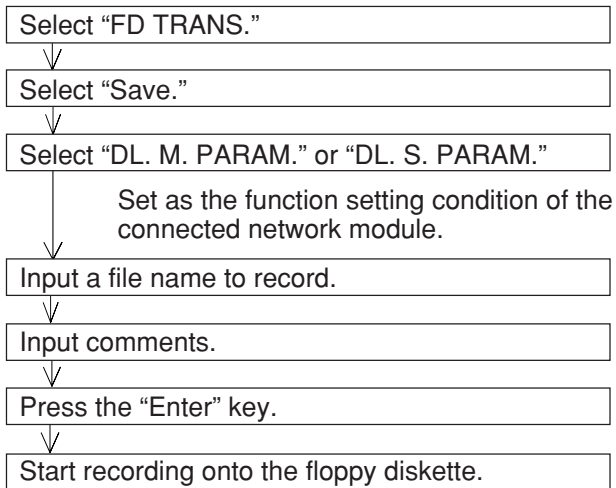 Select “FD TRANS.”
Select “Save.”
Select “DL. M. PARAM.” or “DL. S. PARAM.”
Set as the function setting condition of the
connected network module.
Input a file name to record.
Input comments.
Press the “Enter” key.
Start recording onto the floppy diskette.